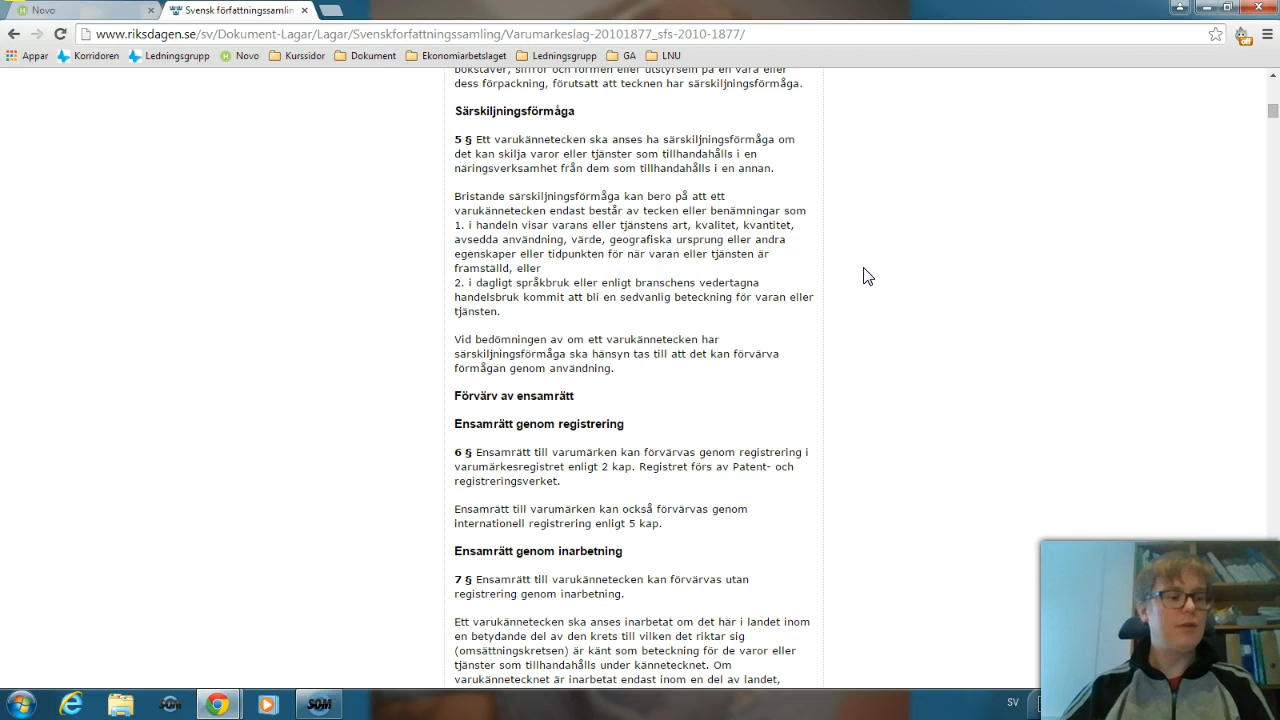 Novo
Svensk författningssamlin
www.riksdagen.se/sv/Dokument-Lagar/Lagar/Svenskforfattningssamling/Varumarkeslag-20101877_sfs-2010-1877/
Appar Korridoren Ledningsgrupp Novo Kurssidor Dokument Ekonomiarbetslaget Ledningsgrupp GA LNU
bokstäver, siffror och formen eller utstyrseln på en vara eller
dess förpackning, förutsatt att tecknen har särskiljningsförmåga.
Särskiljningsförmåga
5 § Ett varukännetecken ska anses ha särskiljningsförmåga om
det kan skilja varor eller tjänster som tillhandahålls i en
näringsverksamhet från dem som tillhandahålls i en annan.
Bristande särskiljningsförmåga kan bero på att ett
varukännetecken endast består av tecken eller benämningar som
1. i handeln visar varans eller tjänstens art, kvalitet, kvantitet,
avsedda användning, värde, geografiska ursprung eller andra
egenskaper eller tidpunkten för när varan eller tjänsten är
framställd, eller
2. i dagligt språkbruk eller enligt branschens vedertagna
handelsbruk kommit att bli en sedvanlig beteckning för varan eller
tjänsten.
Vid bedömningen av om ett varukännetecken har
särskiljningsförmåga ska hänsyn tas till att det kan förvärva
förmågan genom användning.
Förvärv av ensamrätt
Ensamrätt genom registrering
6 § Ensamrätt till varumärken kan förvärvas genom registrering i
varumärkesregistret enligt 2 kap. Registret förs av Patent- och
registreringsverket.
Ensamrätt till varumärken kan också förvärvas genom
internationell registrering enligt 5 kap.
Ensamrätt genom inarbetning
7 § Ensamrätt till varukännetecken kan förvärvas utan
registrering genom inarbetning.
Ett varukännetecken ska anses inarbetat om det här i landet inom
en betydande del av den krets till vilken det riktar sig
(omsättningskretsen) är känt som beteckning för de varor eller
tjänster som tillhandahålls under kännetecknet. Om
varukännetecknet är inarbetat endast inom en del av landet,
SOM SOM SV